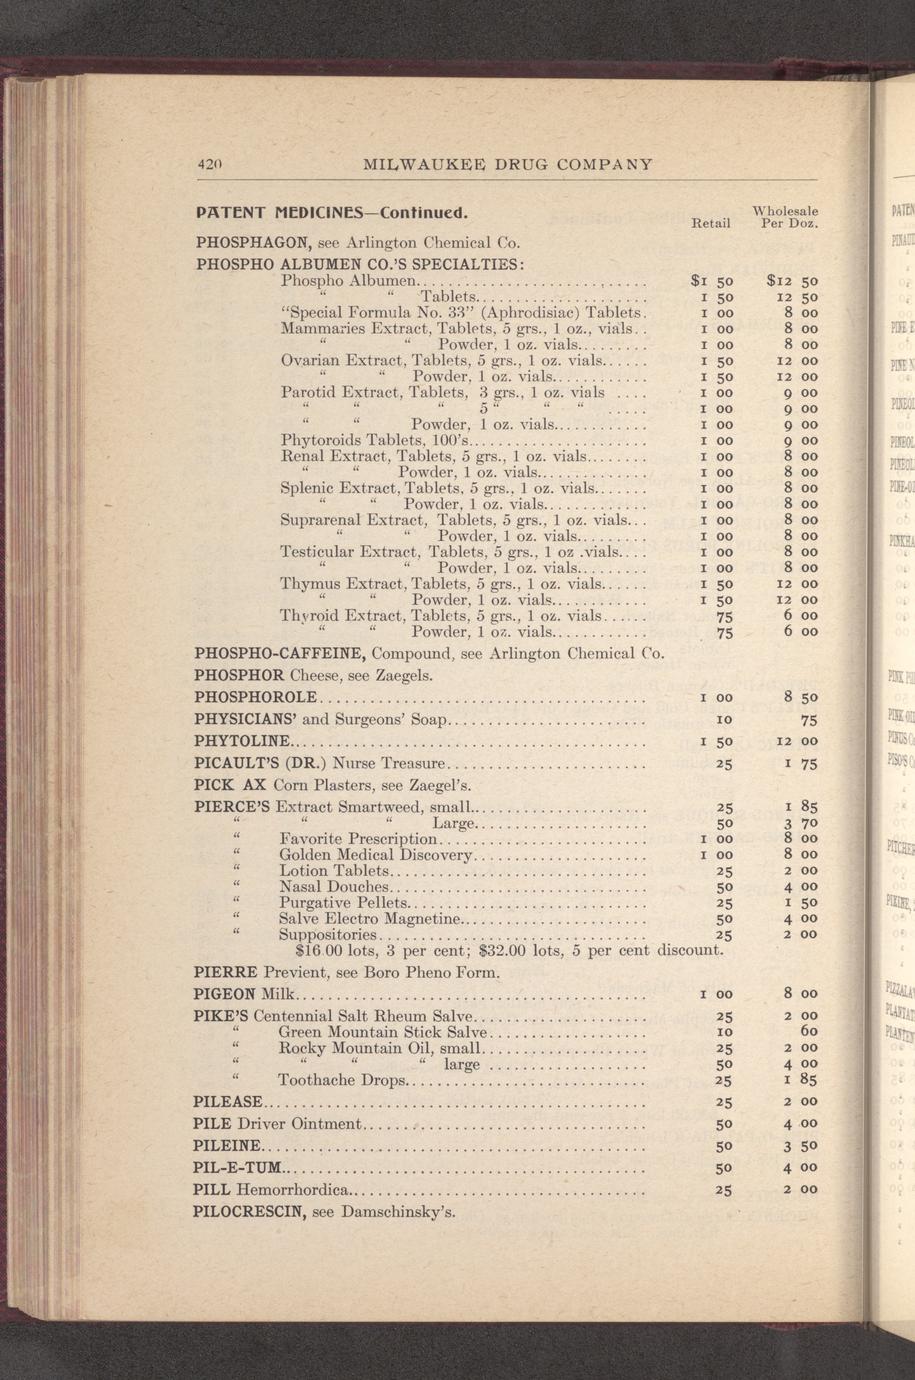 420 MILWAUKEE DRUG COMPANY
PATENT MEDICINES—Continued.
Retail Wholesale Per Doz.
PHOSPHAGON, see Arlington Chemical Co.
PHOSPHO ALBUMEN CO.'S SPECIALTIES:
Phospho Albumen............................ $1 50 $12 50
“ “ Tablets..................... 1 50 12 50
“Special Formula No. 33” (Aphrodisiac) Tablets. 1 00 8 00
Mammaries Extract, Tablets, 5 grs., 1 oz., vials.. 1 00 8 00
“ “ Powder, 1 oz. vials......... 1 00 8 00
Ovarian Extract, Tablets, 5 grs., 1 oz. vials...... 1 50 12 00
“ “ Powder, 1 oz. vials............ 1 50 12 00
Parotid Extract, Tablets, 3 grs., 1 oz. vials .... 1 00 9 00
“ “ “ 5 “ “ “ ..... 1 00 9 00
“ “ Powder, 1 oz. vials............ 1 00 9 00
Phytoroids Tablets, 100's...................... 1 00 9 00
Renal Extract, Tablets, 5 grs., 1 oz. vials........ 1 00 8 00
“ “ Powder, 1 oz. vials.............. 1 00 8 00
Splenic Extract, Tablets, 5 grs., 1 oz. vials....... 1 00 8 00
“ “ Powder, 1 oz. vials............. 1 00 8 00
Suprarenal Extract, Tablets, 5 grs., 1 oz. vials... 1 00 8 00
“ “ Powder, 1 oz. vials......... 1 00 8 00
Testicular Extract, Tablets, 5 grs., 1 oz .vials.... 1 00 8 00
“ “ Powder, 1 oz. vials......... 1 00 8 00
Thymus Extract, Tablets, 5 grs., 1 oz. vials...... 1 50 12 00
“ “ Powder, 1 oz. vials............ 1 50 12 00
Thyroid Extract, Tablets, 5 grs., 1 oz. vials...... 75 6 00
“ “ Powder, 1 oz. vials............ 75 6 00
PHOSPHO-CAFFEINE, Compound, see Arlington Chemical Co.
PHOSPHOR Cheese, see Zaegels.
PHOSPHOROLE....................................... 1 00 8 50
PHYSICIANS' and Surgeons' Soap........................ 10 75
PHYTOLINE.......................................... 1 50 12 00
PICAULT'S (DR.) Nurse Treasure........................ 25 1 75
PICK AX Corn Plasters, see Zaegel's.
PIERCE'S Extract Smartweed, small..................... 25 1 85
“ “ “ Large..................... 50 3 70
“ Favorite Prescription.......................... 1 00 8 00
“ Golden Medical Discovery..................... 1 00 8 00
“ Lotion Tablets................................ 25 2 00
“ Nasal Douches................................ 50 4 00
“ Purgative Pellets............................. 25 1 50
“ Salve Electro Magnetine....................... 50 4 00
“ Suppositories................................. 25 2 00
$16.00 lots, 3 per cent; $32.00 lots, 5 per cent discount.
PIERRE Previent, see Boro Pheno Form.
PIGEON Milk.......................................... 1 00 8 00
PIKE'S Centennial Salt Rheum Salve..................... 25 2 00
“ Green Mountain Stick Salve................... 10 60
“ Rocky Mountain Oil, small.................... 25 2 00
“ “ “ “ large ................... 50 4 00
“ Toothache Drops............................. 25 1 85
PILEASE.............................................. 25 2 00
PILE Driver Ointment.................................. 50 4 00
PILEINE.............................................. 50 3 50
PIL-E-TUM........................................... 50 4 00
PILL Hemorrhordica.................................... 25 2 00
PILOCRESCIN, see Damschinsky's.